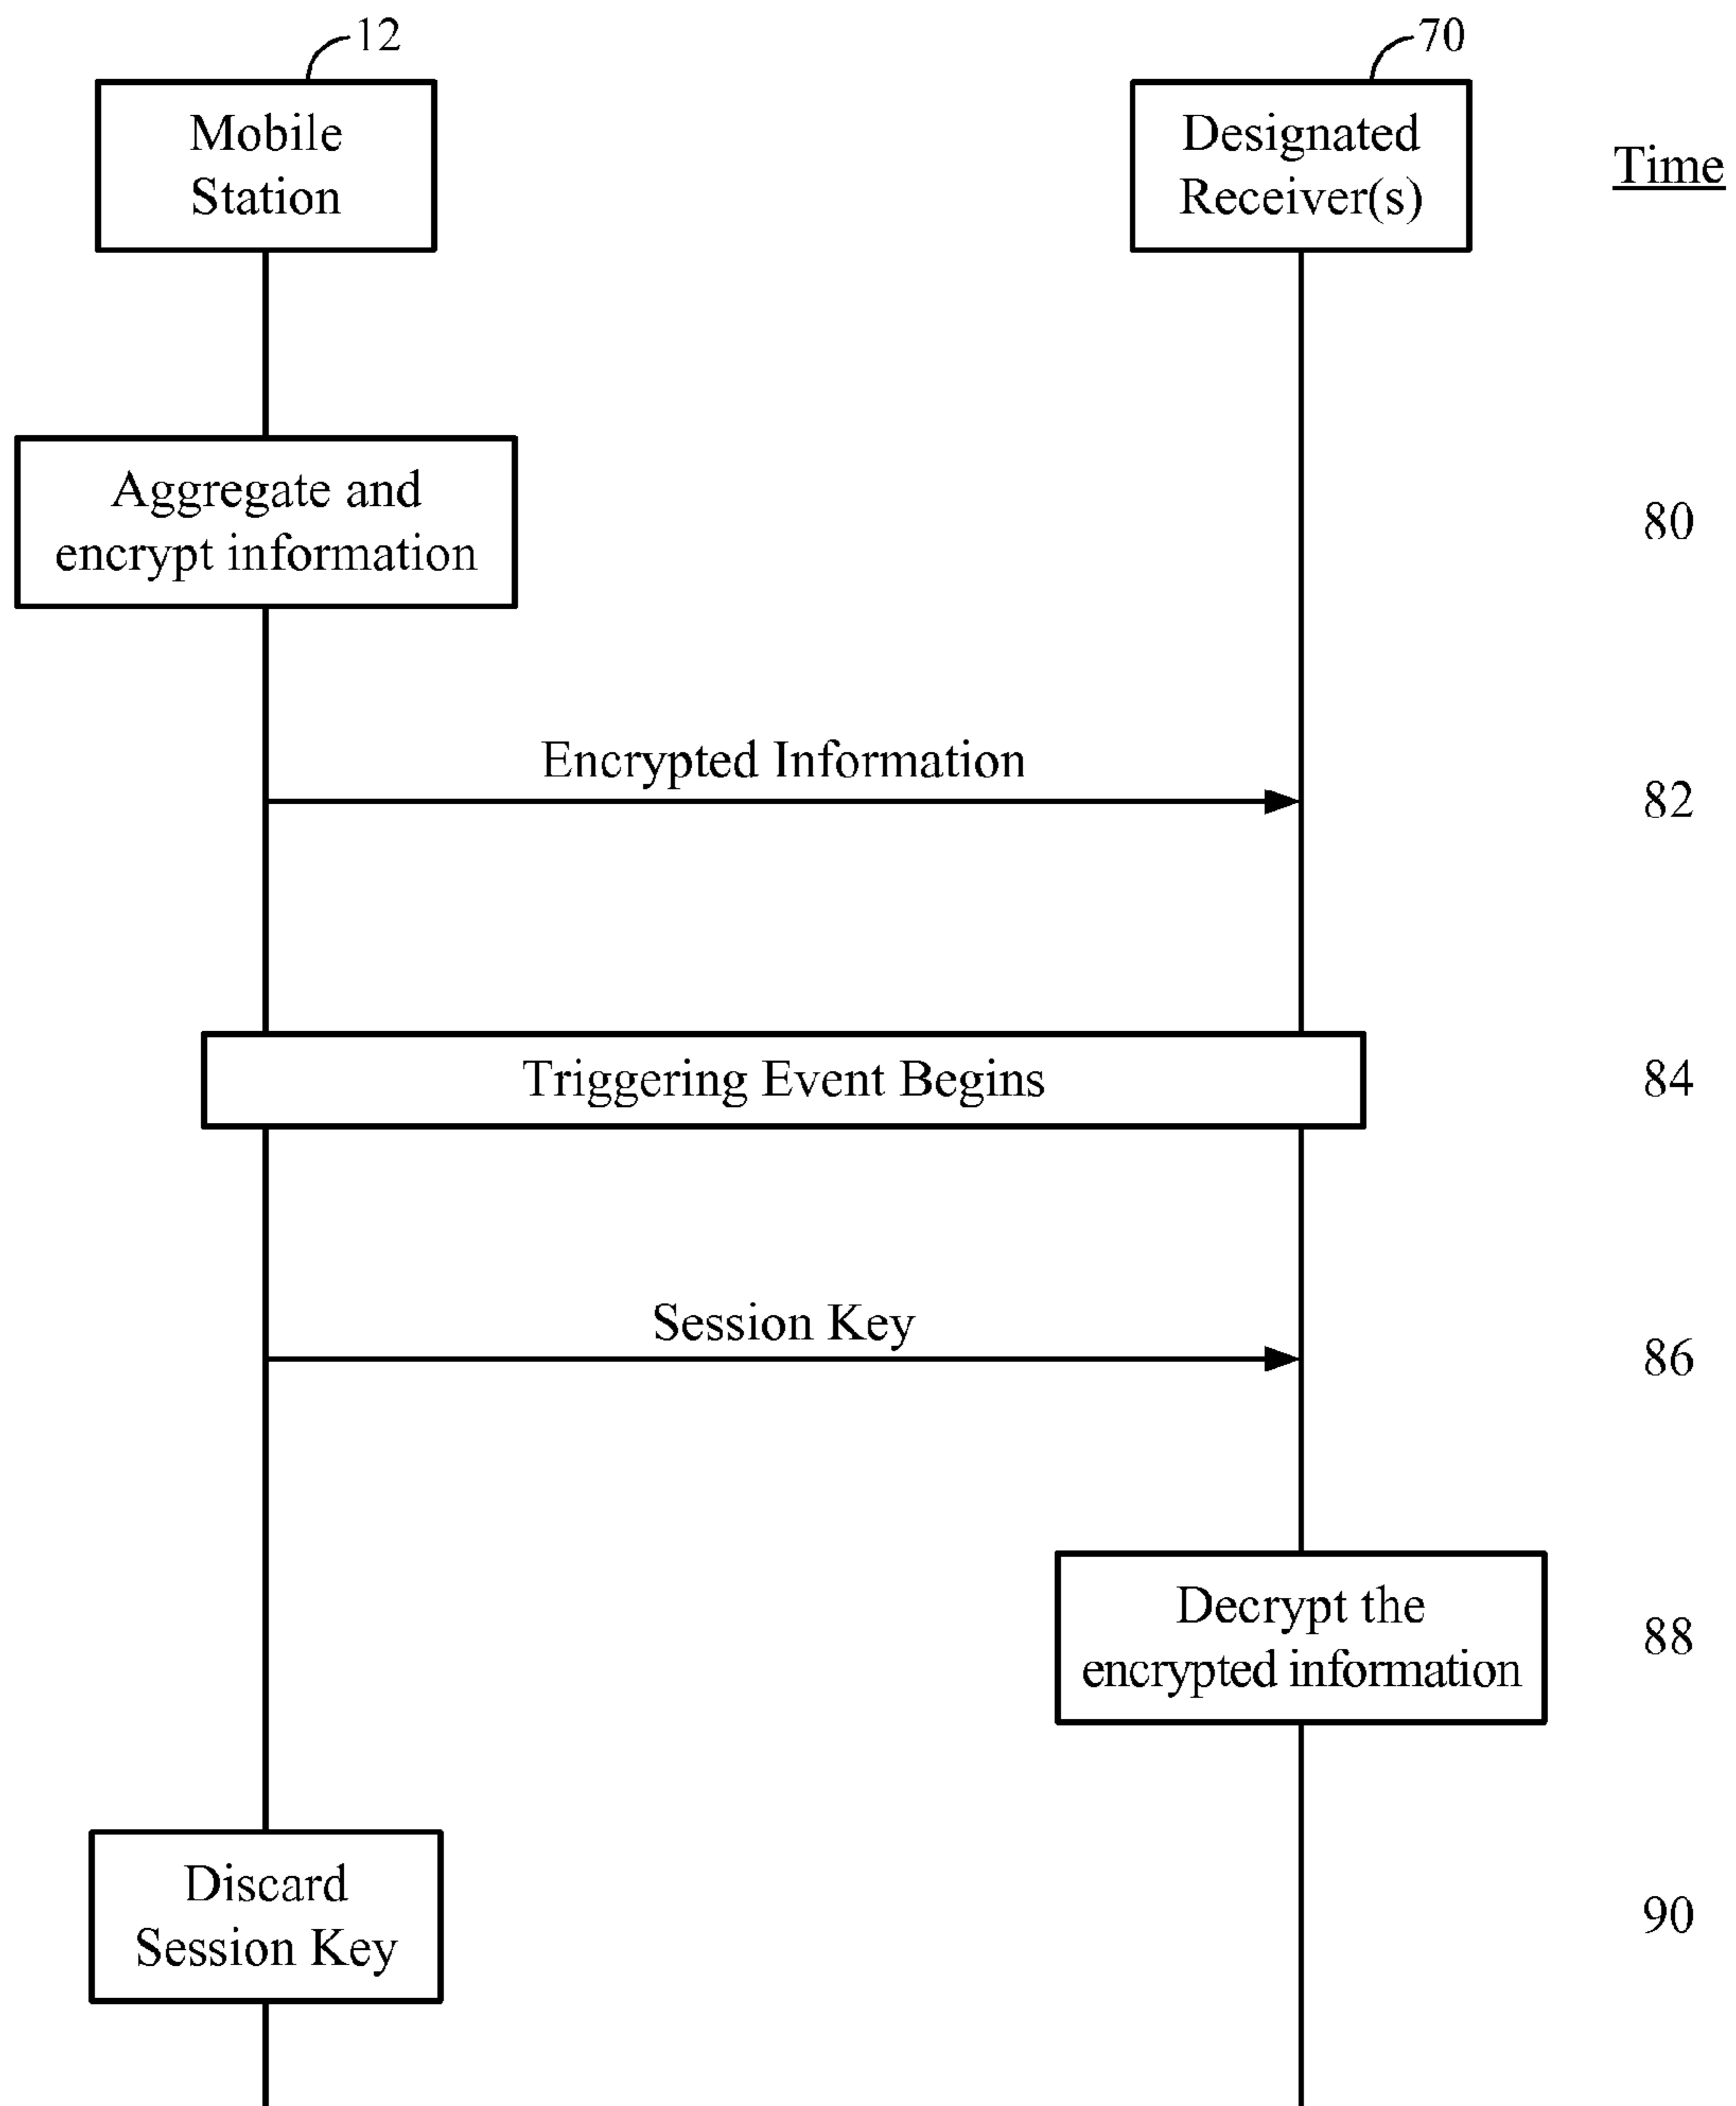 12
70
Mobile
Station
Designated
Receiver(s)
Time
Aggregate and
encrypt information
80
Encrypted Information
82
Triggering Event Begins
84
Session Key
86
Decrypt the
encrypted information
88
Discard
Session Key
90